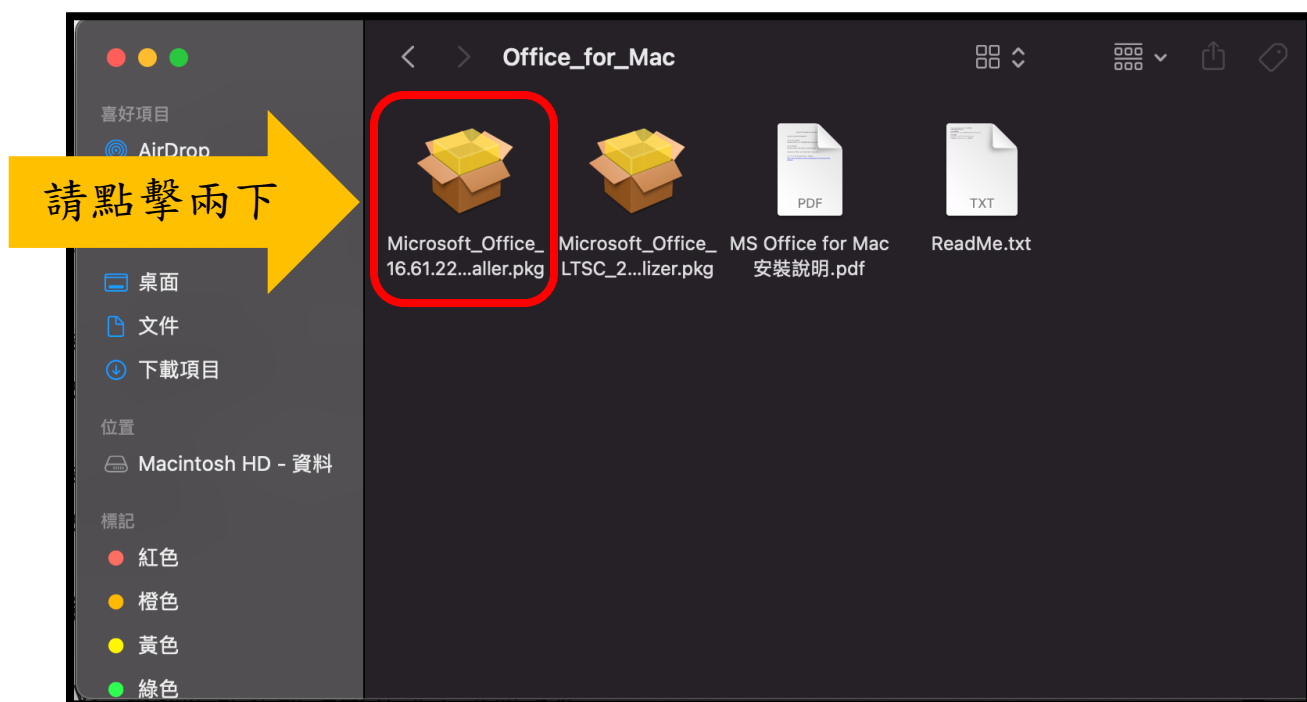 Office_for_Mac
喜好項目
AirDrop
請點擊兩下
桌面
文件
下載項目
位置
Macintosh HD - 資料
標記
紅色
橙色
黃色
綠色
Microsoft_Office_
16.61.22...aller.pkg
Microsoft_Office_
LTSC_2...lizer.pkg
PDF
MS Office for Mac
安裝說明.pdf
TXT
ReadMe.txt